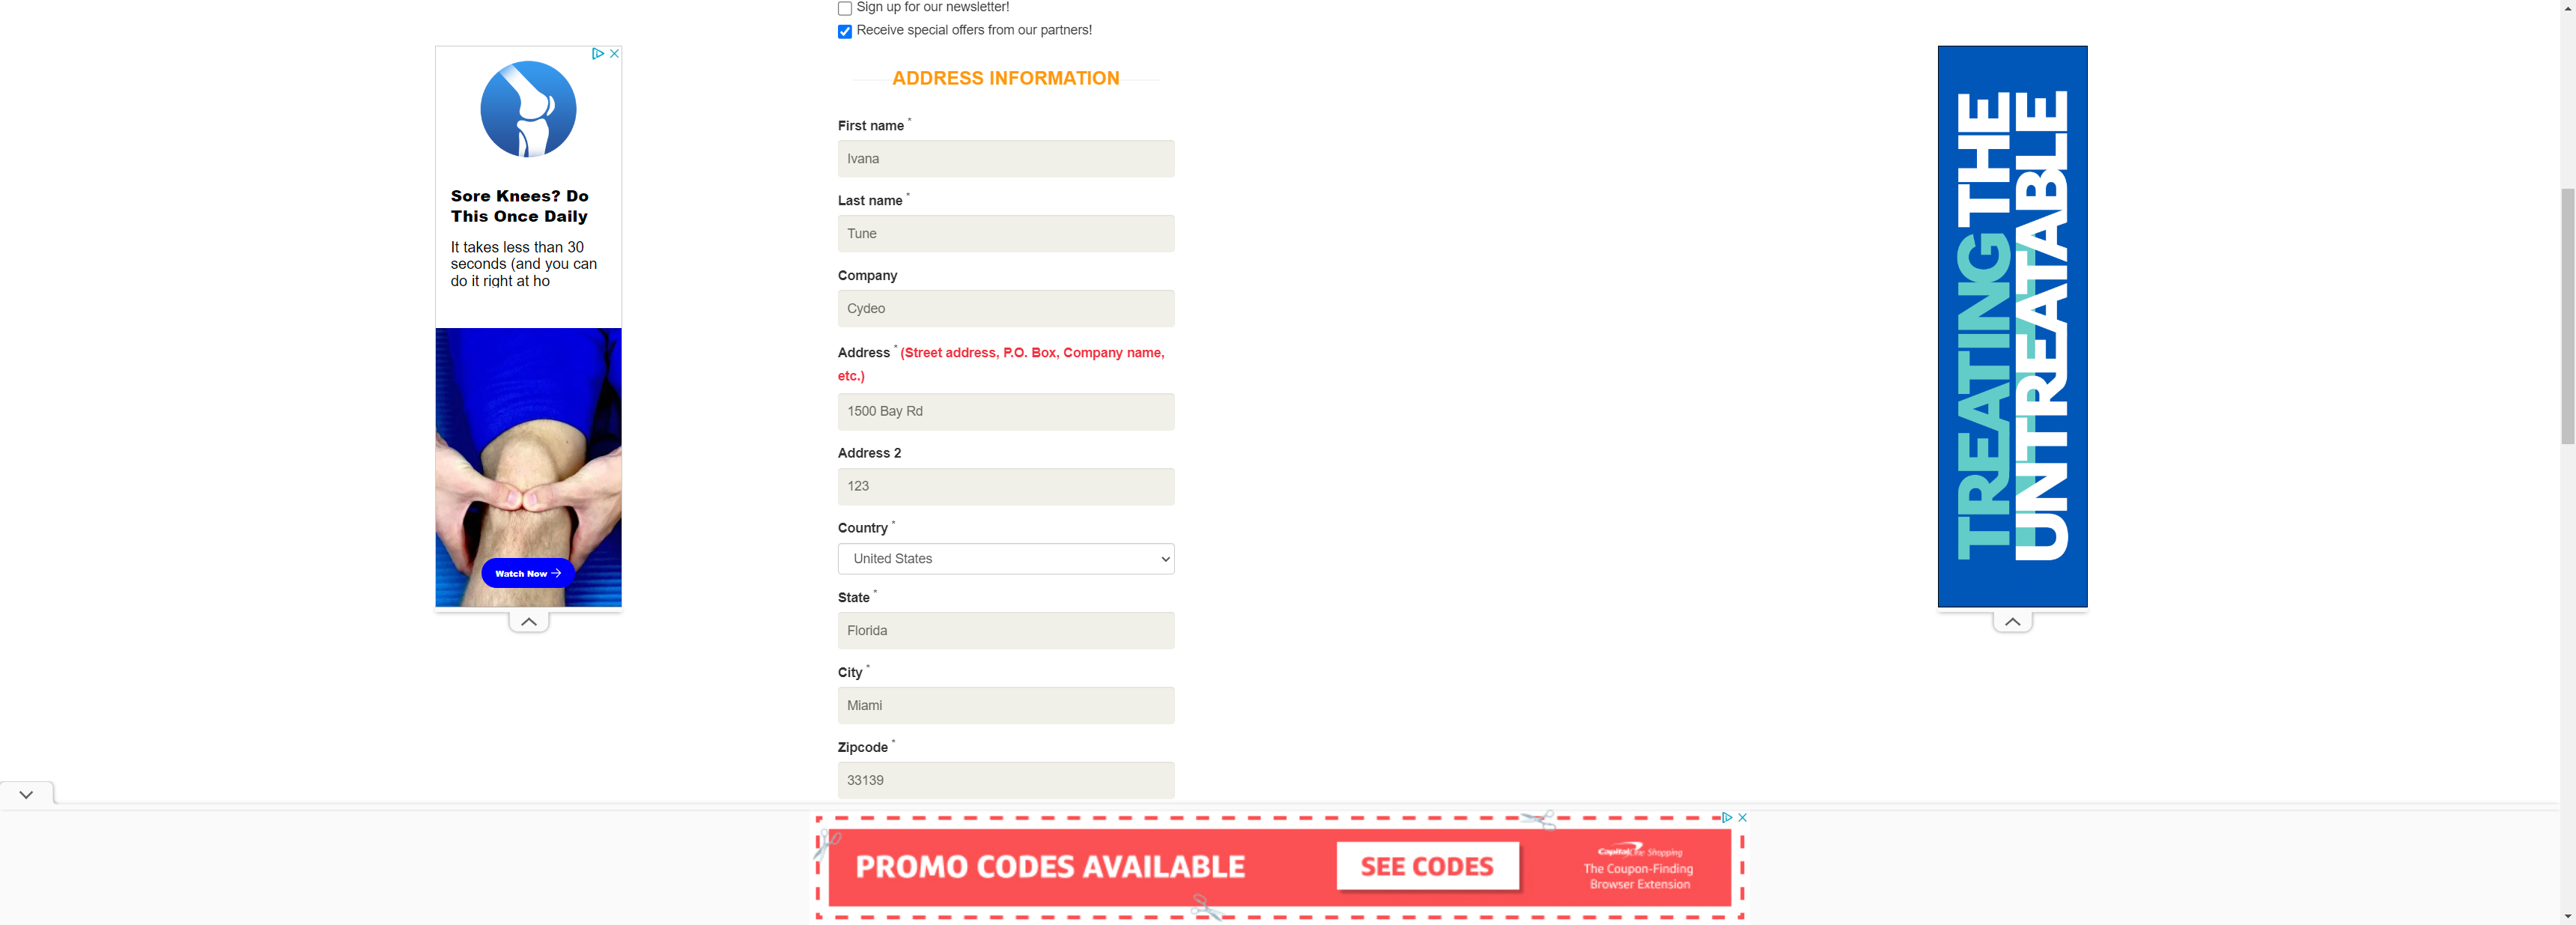 Sign up for our newsletter!
Receive special offers from our partners!
ADDRESS INFORMATION
First name *
Ivana
Last name *
Tune
Company
Cydeo
Address * (Street address, P.O. Box, Company name,
etc.)
1500 Bay Rd
Address 2
123
Country *
United States
State *
Florida
City *
Miami
Zipcode *
33139
Sore Knees? Do
This Once Daily
It takes less than 30
seconds (and you can
do it right at ho
Watch Now
TREATING THE
UNTREATABLE
PROMO CODES AVAILABLE
SEE CODES
CapitalOne Shopping
The Coupon-Finding
Browser Extension